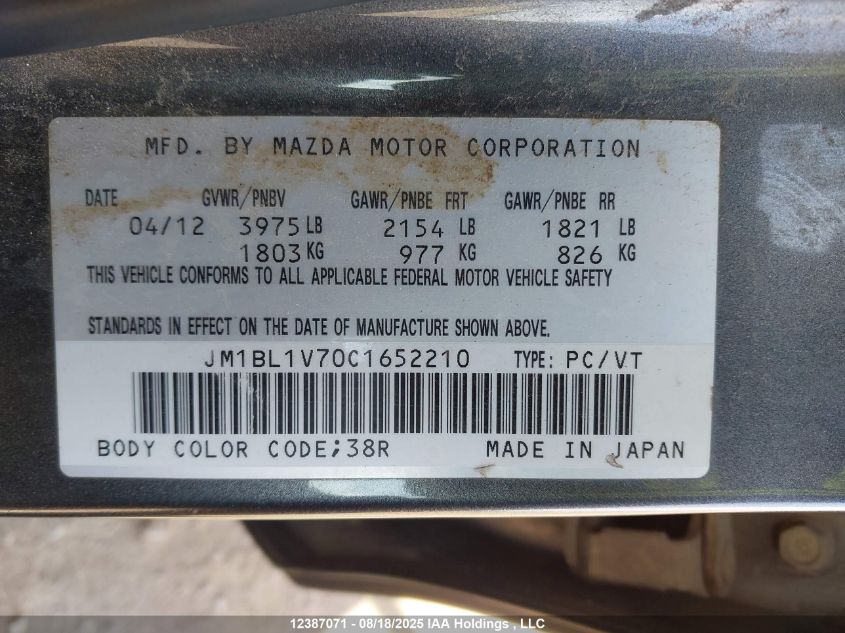 MFD. BY MAZDA MOTOR CORPORATION
DATE GVWR/PNBV GAWR/PNBE FRT GAWR/PNBE RR
04/12 3975 LB 2154 LB 1821 LB
1803 KG 977 KG 826 KG
THIS VEHICLE CONFORMS TO ALL APPLICABLE FEDERAL MOTOR VEHICLE SAFETY
STANDARDS IN EFFECT ON THE DATE OF MANUFACTURE SHOWN ABOVE.
JM1BL1V70C1652210 TYPE: PC/VT
BODY COLOR CODE;38R MADE IN JAPAN
12387071 - 08/18/2025 IAA Holdings, LLC